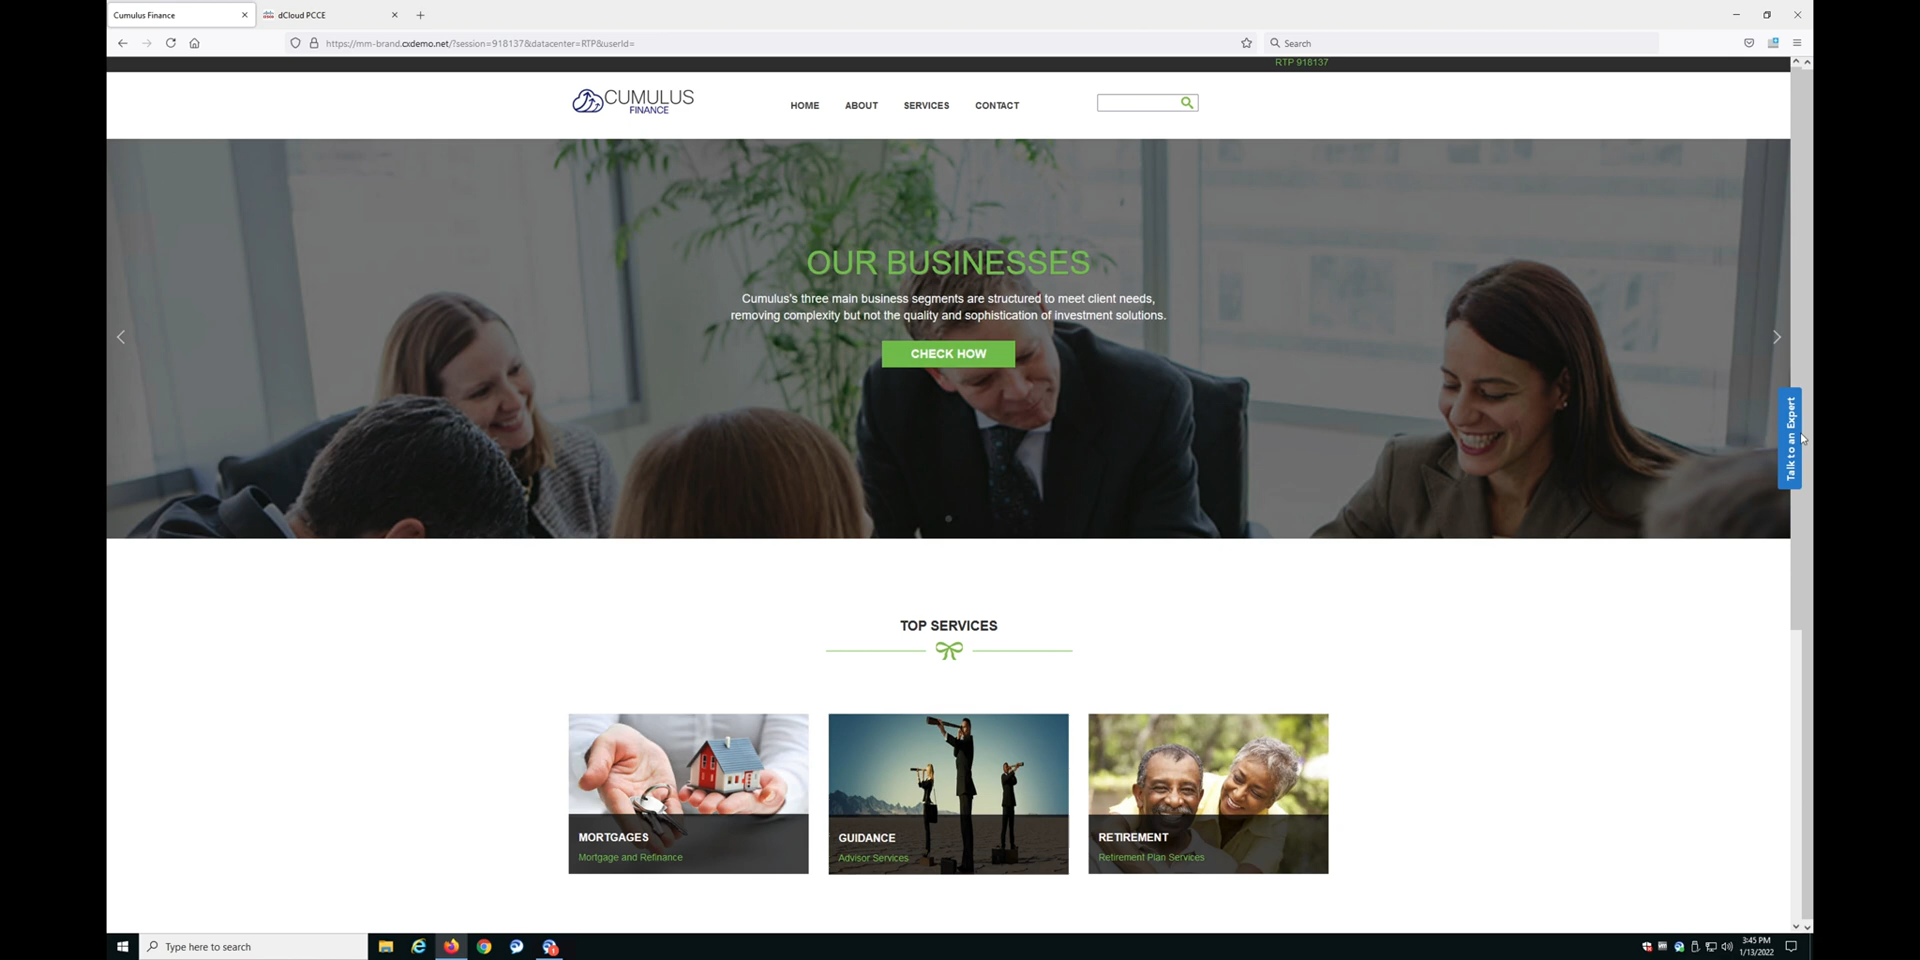 Cumulus Finance
dCloud PCCE
https://mm-brand.cxdemo.net/?session=918137&datacenter=RTP&userId=
Search
RTP 918137
CUMULUS
FINANCE
HOME
ABOUT
SERVICES
CONTACT
OUR BUSINESSES
Cumulus's three main business segments are structured to meet client needs,
removing complexity but not the quality and sophistication of investment solutions.
CHECK HOW
Talk to an Expert
TOP SERVICES
MORTGAGES
Mortgage and Refinance
GUIDANCE
Advisor Services
RETIREMENT
Retirement Plan Services
Type here to search
3:45 PM
1/13/2022